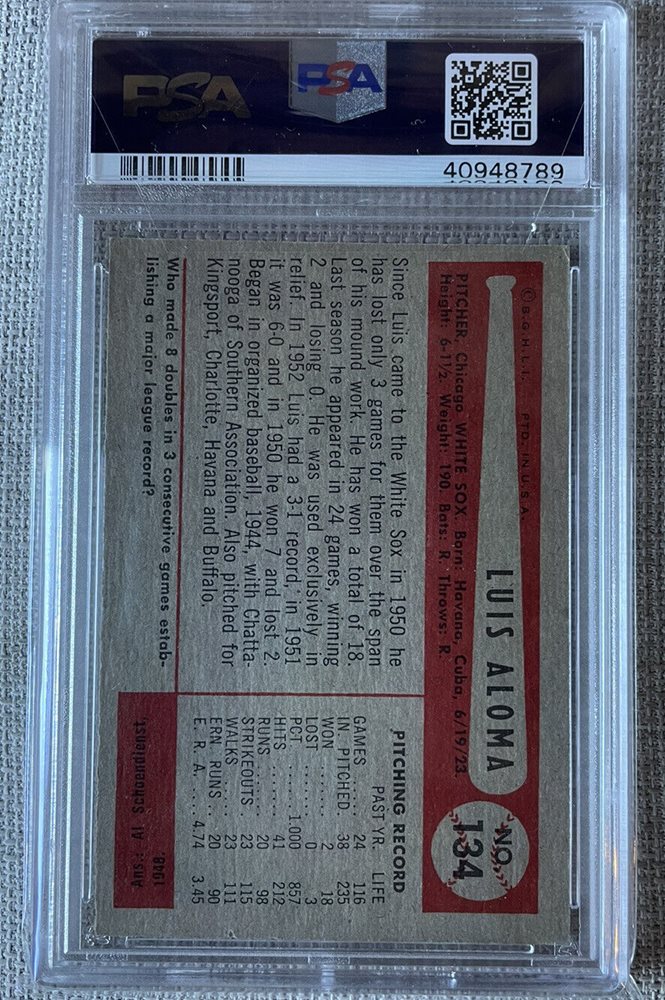 PSA
PSA
40948789
© B.G.H.L.I. PTD. IN U.S.A.
LUIS ALOMA
NO.
134
PITCHER, Chicago WHITE SOX. Born: Havana, Cuba, 6/19/23.
Height: 6-1½ Weight: 190. Bats: R. Throws: R.
Since Luis came to the White Sox in 1950 he
has lost only 3 games for them over the span
of his mound work. He has won a total of 18.
Last season he appeared in 24 games, winning
2 and losing 0. He was used exclusively in
relief. In 1952 Luis had a 3-1 record; in 1951
it was 6-0 and in 1950 he won 7 and lost 2.
Began in organized baseball, 1944, with Chatta-
nooga of Southern Association. Also pitched for
Kingsport, Charlotte, Havana and Buffalo.
PITCHING RECORD
PAST YR. LIFE
GAMES ....... 24 116
IN PITCHED 38 235
WON ......... 2 18
LOST ........ 0 3
PCT ..... 1.000 857
HITS ....... 41 212
RUNS ....... 20 98
STRIKEOUTS . 23 115
WALKS ...... 23 111
ERN RUNS .. 20 90
E. R. A. .... 4.74 3.45
Who made 8 doubles in 3 consecutive games estab-
lishing a major league record?
Ans.: Al Schoendienst,
1948.